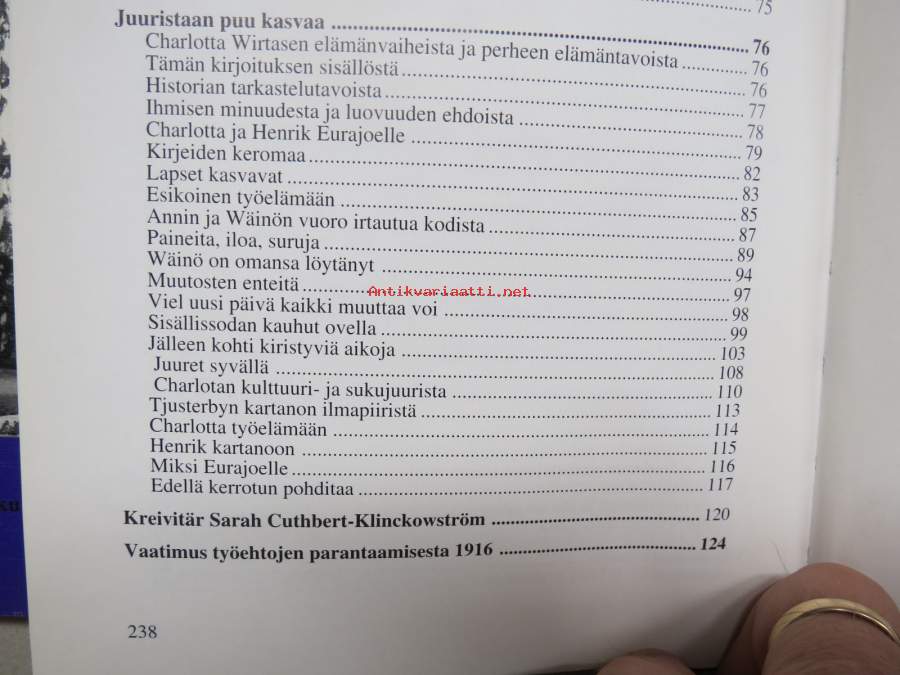 75
Juuristaan puu kasvaa ........ 76
Charlotta Wirtasen elämänvaiheista ja perheen elämäntavoista ........ 76
Tämän kirjoituksen sisällöstä ........ 76
Historian tarkastelutavoista ........ 77
Ihmisen minuudesta ja luovuuden ehdoista ........ 78
Charlotta ja Henrik Eurajoelle ........ 79
Kirjeiden keromaa ........ 82
Lapset kasvavat ........ 83
Esikoinen työelämään ........ 85
Annin ja Wäinön vuoro irtautua kodista ........ 87
Paineita, iloa, suruja ........ 89
Wäinö on omansa löytänyt ........ 94
Muutosten enteitä ........ 97
Antikvariaatti.net
Viel uusi päivä kaikki muuttaa voi ........ 98
Sisällissodan kauhut ovella ........ 99
Jälleen kohti kiristyviä aikoja ........ 103
Juuret syvällä ........ 108
Charlotan kulttuuri- ja sukujuurista ........ 110
Tjusterbyn kartanon ilmapiiristä ........ 113
Charlotta työelämään ........ 114
Henrik kartanoon ........ 115
Miksi Eurajoelle ........ 116
Edellä kerrotun pohditaa ........ 117
Kreivitär Sarah Cuthbert-Klinckowström ........ 120
Vaatimus työehtojen parantaamisesta 1916 ........ 124
238